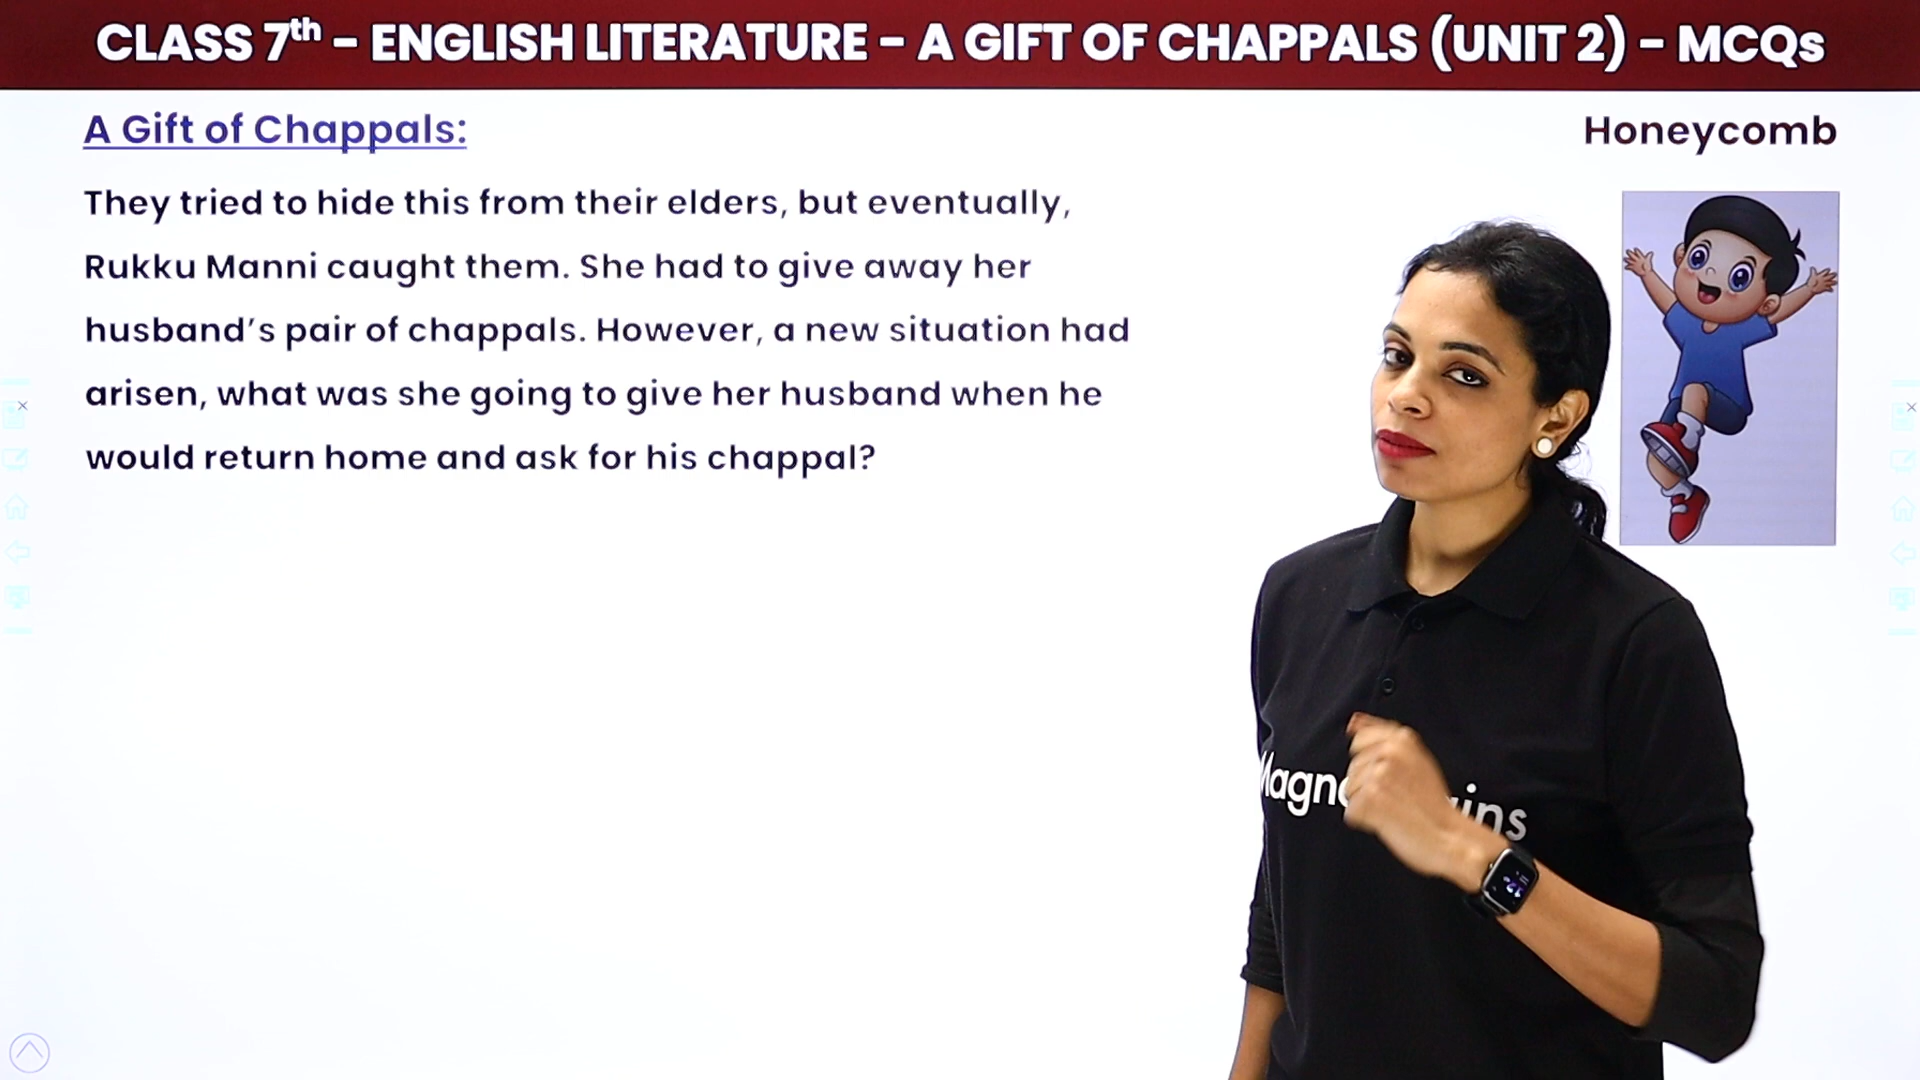 CLASS 7th - ENGLISH LITERATURE - A GIFT OF CHAPPALS (UNIT 2) - MCQs
A Gift of Chappals:
Honeycomb
They tried to hide this from their elders, but eventually,
Rukku Manni caught them. She had to give away her
husband's pair of chappals. However, a new situation had
arisen, what was she going to give her husband when he
would return home and ask for his chappal?